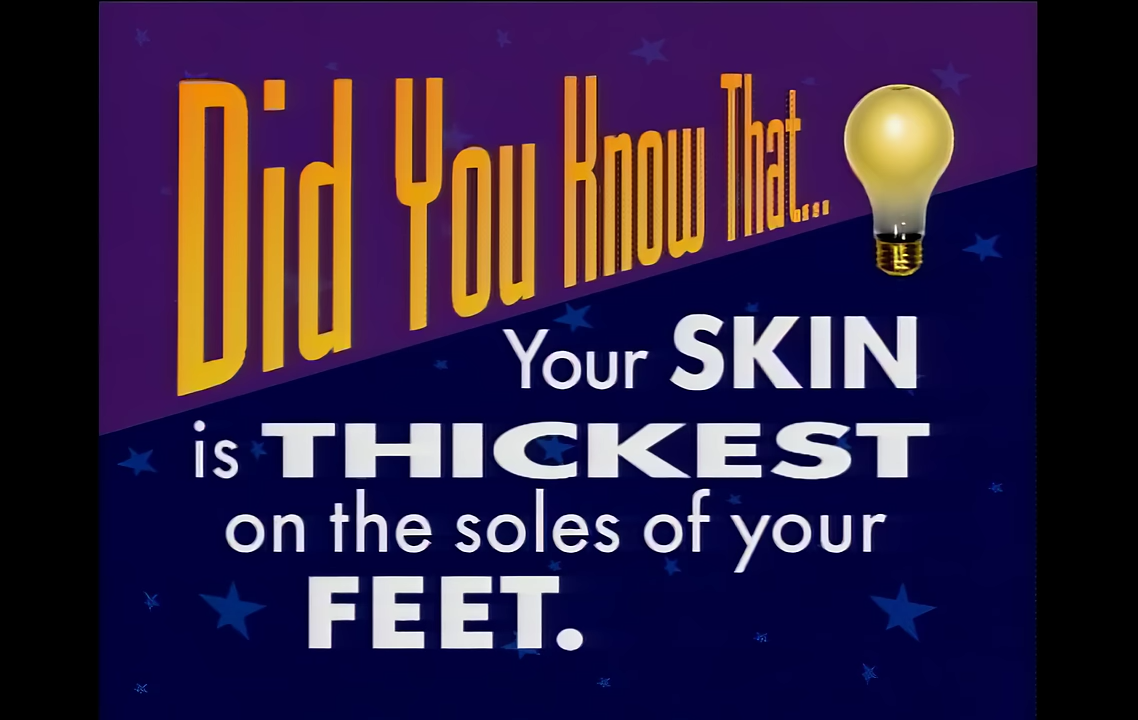 Did You Know That...
Your SKIN
is THICKEST
on the soles of your
FEET.